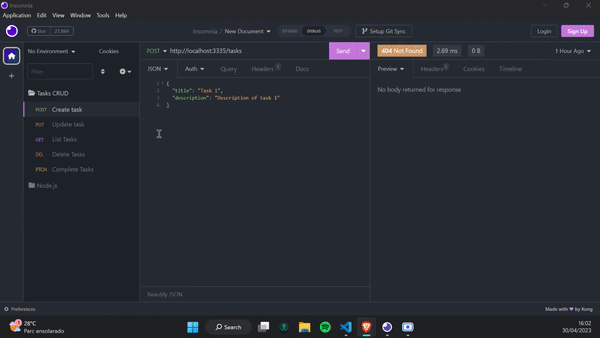 Insomnia
Application Edit View Window Tools Help
Star 27,864
Insomnia / New Document
DESIGN DEBUG TEST
Setup Git Sync
Login Sign Up
No Environment Cookies
POST http://localhost:3335/tasks Send
404 Not Found 2.69 ms 0 B 1 Hour Ago
Filter
JSON Auth Query Headers 1 Docs
Preview Headers Cookies Timeline
Tasks CRUD
POST Create task
PUT Update task
GET List Tasks
DEL Delete Tasks
PTCH Complete Tasks
Node.js
1 {
2 "title": "Task 1",
3 "description": "Description of task 1"
4 }
No body returned for response
Beautify JSON
Preferences
Made with ♥ by Kong
28°C
Parc ensolarado
Search
16:02
30/04/2023